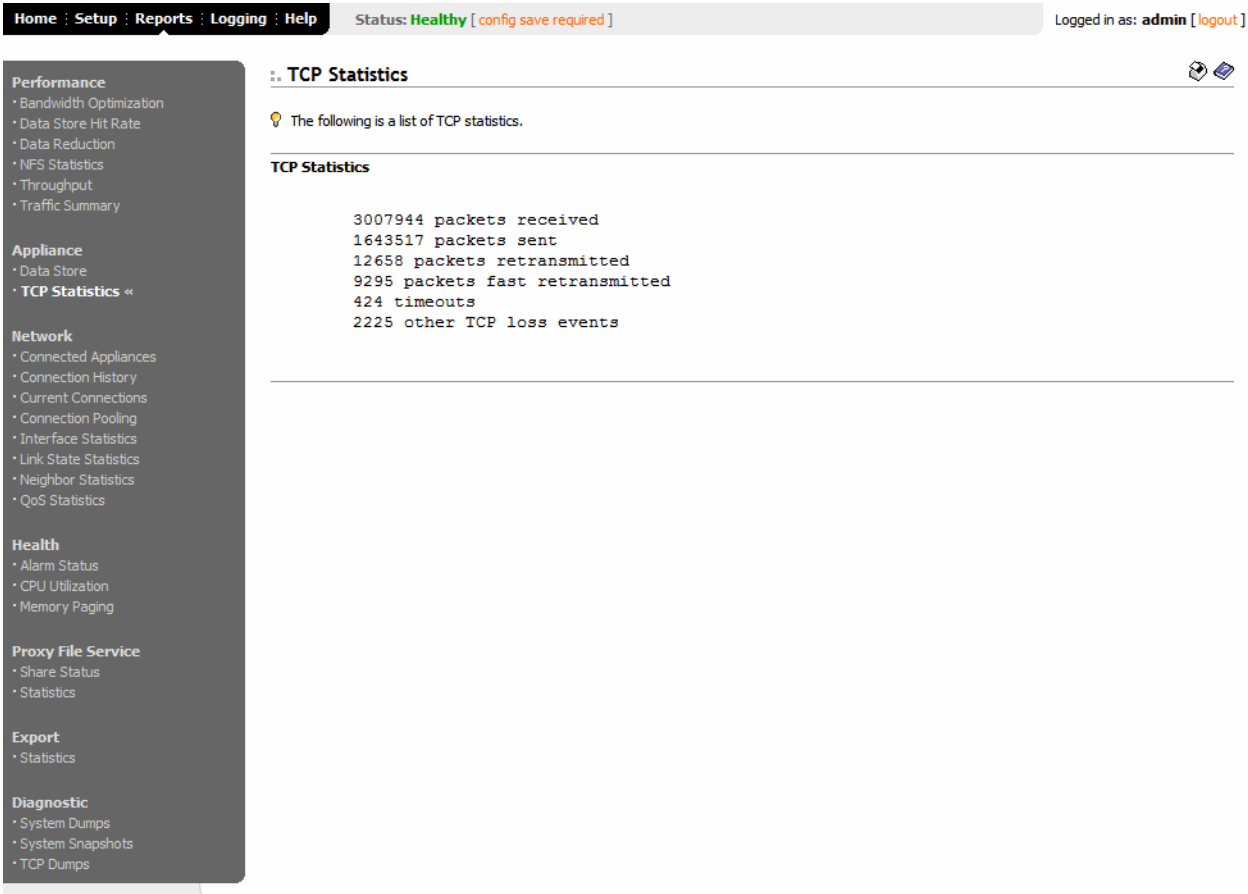 Home Setup Reports Logging Help Status: Healthy [ config save required ] Logged in as: admin [ logout ]
Performance
· Bandwidth Optimization
· Data Store Hit Rate
· Data Reduction
· NFS Statistics
· Throughput
· Traffic Summary
Appliance
· Data Store
· TCP Statistics «
Network
· Connected Appliances
· Connection History
· Current Connections
· Connection Pooling
· Interface Statistics
· Link State Statistics
· Neighbor Statistics
· QoS Statistics
Health
· Alarm Status
· CPU Utilization
· Memory Paging
Proxy File Service
· Share Status
· Statistics
Export
· Statistics
Diagnostic
· System Dumps
· System Snapshots
· TCP Dumps
:. TCP Statistics
The following is a list of TCP statistics.
TCP Statistics
3007944 packets received
1643517 packets sent
12658 packets retransmitted
9295 packets fast retransmitted
424 timeouts
2225 other TCP loss events